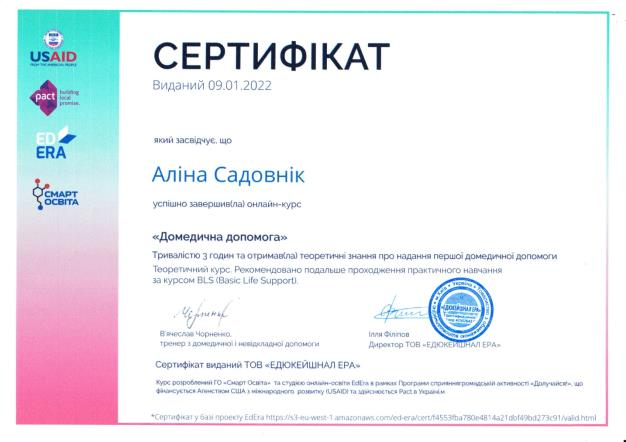 USAID
FROM THE AMERICAN PEOPLE
pact
building
local
promise.
ED
ERA
СМАРТ
ОСВІТА
СЕРТИФІКАТ
Виданий 09.01.2022
який засвідчує, що
Аліна Садовнік
успішно завершив(ла) онлайн-курс
«Домедична допомога»
Тривалістю 3 годин та отримав(ла) теоретичні знання про надання першої домедичної допомоги
Теоретичний курс. Рекомендовано подальше проходження практичного навчання
за курсом BLS (Basic Life Support).
В'ячеслав Чорненко,
тренер з домедичної і невідкладної допомоги
Ілля Філіпов
Директор ТОВ «ЕДЮКЕЙШНАЛ ЕРА»
«ЕДЮКЕЙШНАЛ ЕРА»
Сертифікат виданий ТОВ «ЕДЮКЕЙШНАЛ ЕРА»
Курс розроблений ГО «Смарт Освіта» та студією онлайн-освіти EdEra в рамках Програми сприяннягромадській активності «Долучайся!», що
фінансується Агенством США з міжнародного розвитку (USAID) та здійснюється Pact в Україні.м
*Сертифікат у базі проекту EdEra https://s3-eu-west-1.amazonaws.com/ed-era/cert/f4553fba780e4814a21dbf49bd273c91/valid.html